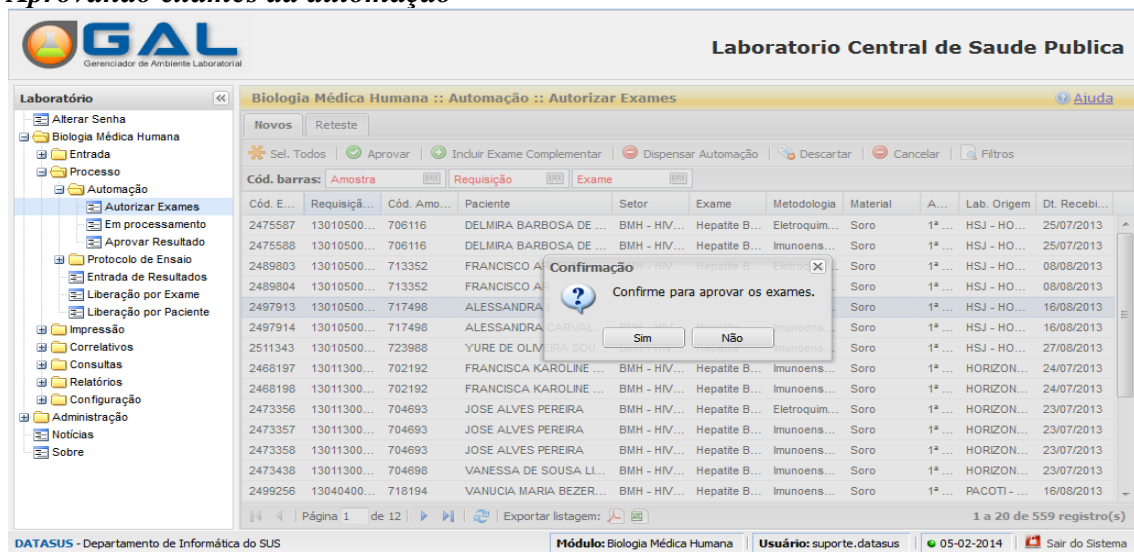 Aprovando exames da automação
GAL
Gerenciador de Ambiente Laboratorial
Laboratorio Central de Saude Publica
Laboratório
Alterar Senha
Biologia Médica Humana
Entrada
Processo
Automação
Autorizar Exames
Em processamento
Aprovar Resultado
Protocolo de Ensaio
Entrada de Resultados
Liberação por Exame
Liberação por Paciente
Impressão
Correlativos
Consultas
Relatórios
Configuração
Administração
Notícias
Sobre
Biologia Médica Humana :: Automação :: Autorizar Exames
Ajuda
Novos Reteste
Sel. Todos Aprovar Incluir Exame Complementar Dispensar Automação Descartar Cancelar Filtros
Cód. barras: Amostra Requisição Exame
Cód. E... Requisiçã... Cód. Amo... Paciente Setor Exame Metodologia Material A... Lab. Origem Dt. Recebi...
2475587 13010500... 706116 DELMIRA BARBOSA DE ... BMH - HIV... Hepatite B... Eletroquim... Soro 1ª ... HSJ - HO... 25/07/2013
2475588 13010500... 706116 DELMIRA BARBOSA DE ... BMH - HIV... Hepatite B... Imunoens... Soro 1ª ... HSJ - HO... 25/07/2013
2489803 13010500... 713352 FRANCISCO Soro 1ª ... HSJ - HO... 08/08/2013
2489804 13010500... 713352 FRANCISCO Soro 1ª ... HSJ - HO... 08/08/2013
2497913 13010500... 717498 ALESSANDRA Soro 1ª ... HSJ - HO... 16/08/2013
2497914 13010500... 717498 ALESSANDRA CARVAL... Soro 1ª ... HSJ - HO... 16/08/2013
2511343 13010500... 723988 YURE DE OLIVEIRA SOU... Soro 1ª ... HSJ - HO... 27/08/2013
2468197 13011300... 702192 FRANCISCA KAROLINE ... BMH - HIV... Hepatite B... Imunoens... Soro 1ª ... HORIZON... 24/07/2013
2468198 13011300... 702192 FRANCISCA KAROLINE ... BMH - HIV... Hepatite B... Imunoens... Soro 1ª ... HORIZON... 24/07/2013
2473356 13011300... 704693 JOSE ALVES PEREIRA BMH - HIV... Hepatite B... Eletroquim... Soro 1ª ... HORIZON... 23/07/2013
2473357 13011300... 704693 JOSE ALVES PEREIRA BMH - HIV... Hepatite B... Imunoens... Soro 1ª ... HORIZON... 23/07/2013
2473358 13011300... 704693 JOSE ALVES PEREIRA BMH - HIV... Hepatite B... Imunoens... Soro 1ª ... HORIZON... 23/07/2013
2473438 13011300... 704698 VANESSA DE SOUSA LI... BMH - HIV... Hepatite B... Imunoens... Soro 1ª ... HORIZON... 23/07/2013
2499256 13040400... 718194 VANUCIA MARIA BEZER... BMH - HIV... Hepatite B... Imunoens... Soro 1ª ... PACOTI - ... 16/08/2013
Confirmação
Confirme para aprovar os exames.
Sim Não
Página 1 de 12 Exportar listagem: 1 a 20 de 559 registro(s)
DATASUS - Departamento de Informática do SUS Módulo: Biologia Médica Humana Usuário: suporte.datasus 05-02-2014 Sair do Sistema